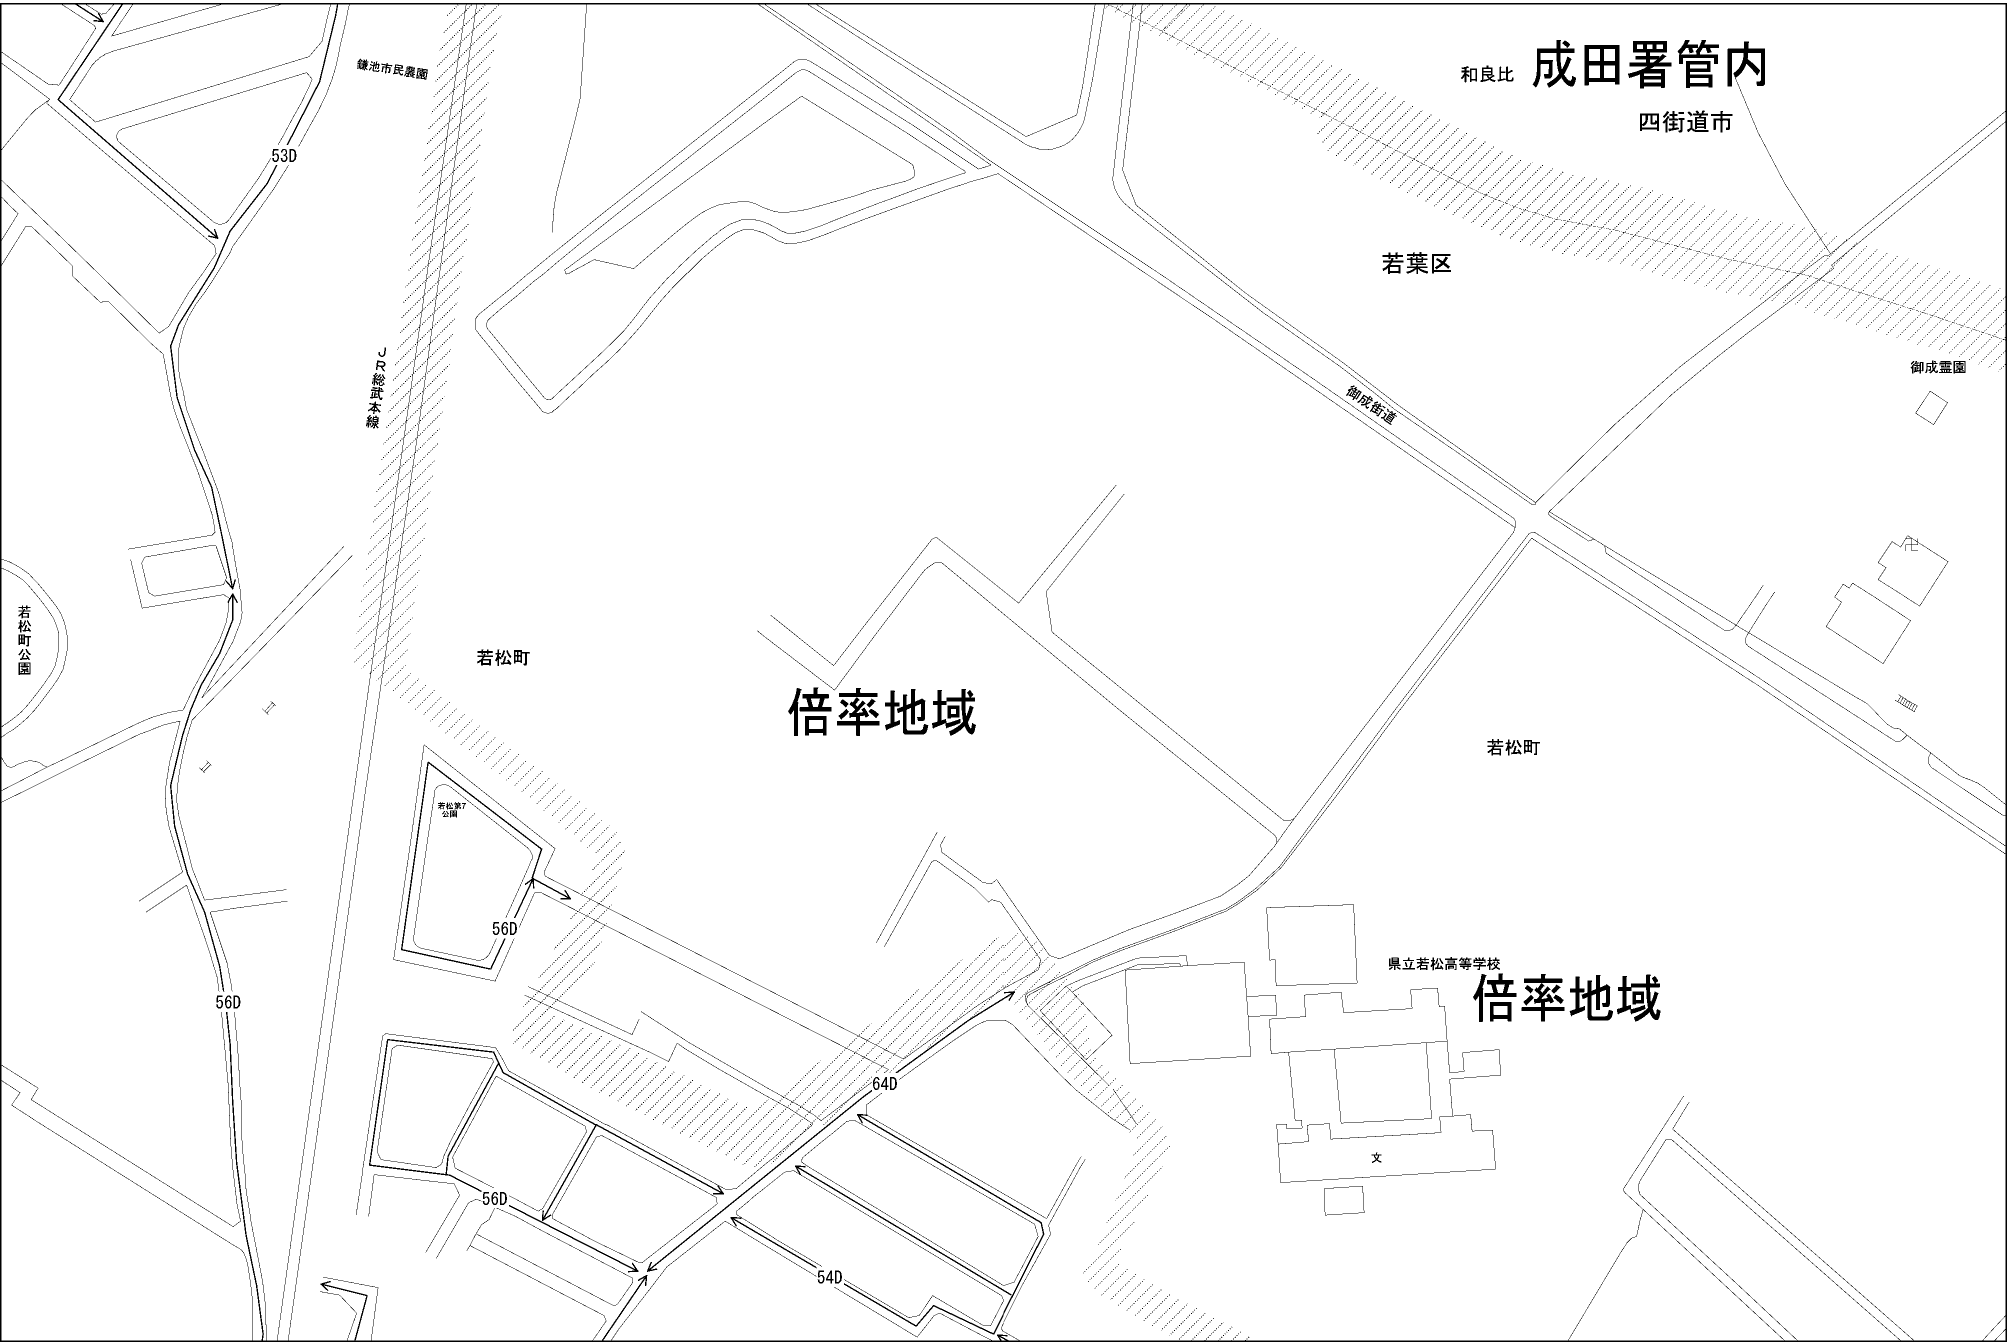 成田署管内
和良比
四街道市
鎌池市民農園
53D
若葉区
JR総武本線
御成霊園
御成街道
若松町公園
若松町
倍率地域
若松町
若松第7
公園
56D
県立若松高等学校
倍率地域
56D
64D
文
56D
54D